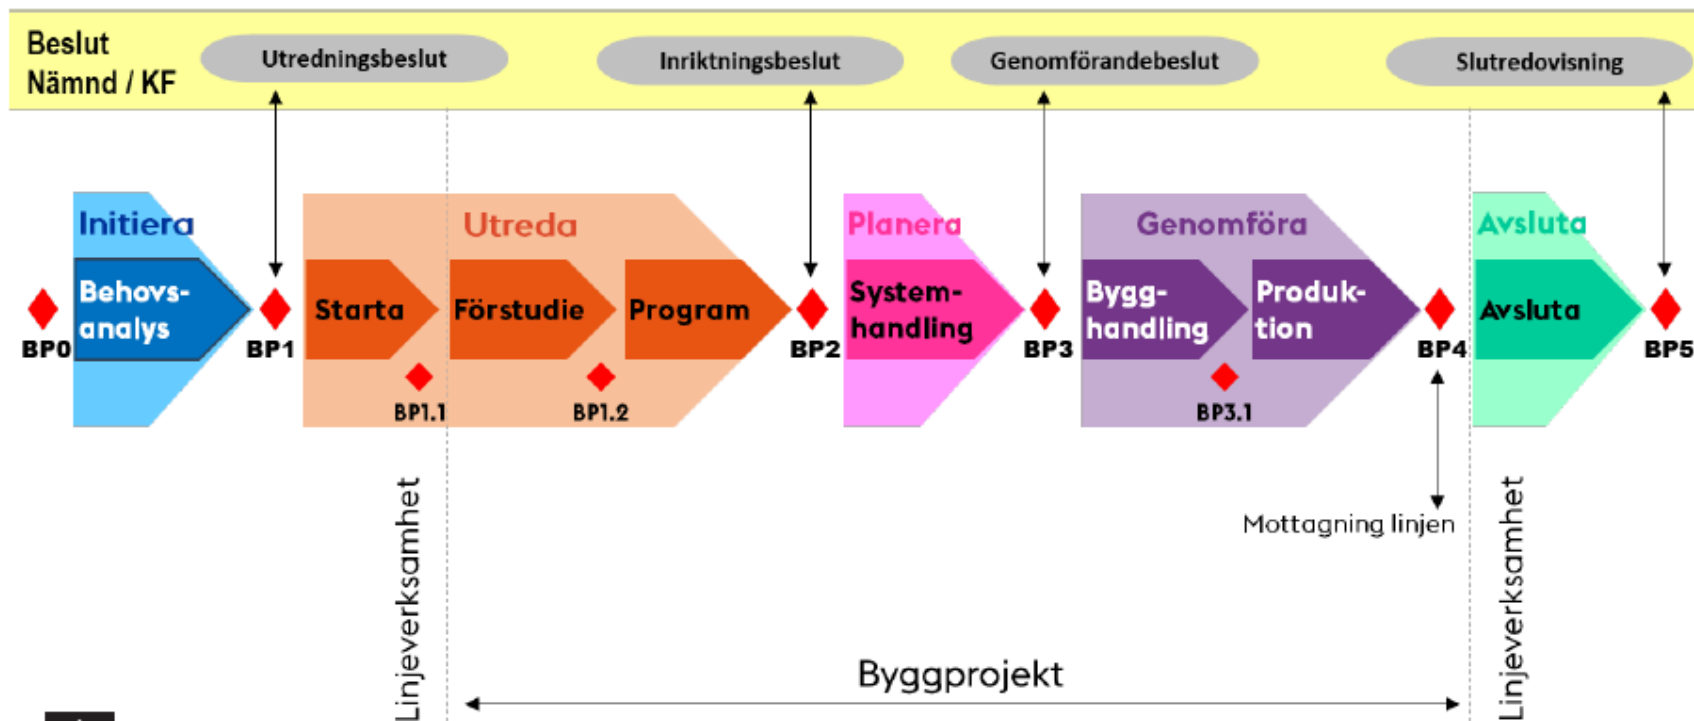 Beslut
Nämnd / KF
Utredningsbeslut
Inriktningsbeslut
Genomförandebeslut
Slutredovisning
Initiera
Utreda
Planera
Genomföra
Avsluta
Behovs-
analys
Starta
Förstudie
Program
System-
handling
Bygg-
handling
Produk-
tion
Avsluta
BP0
BP1
BP2
BP3
BP4
BP5
BP1.1
BP1.2
BP3.1
Linjeverksamhet
Mottagning linjen
Linjeverksamhet
Byggprojekt